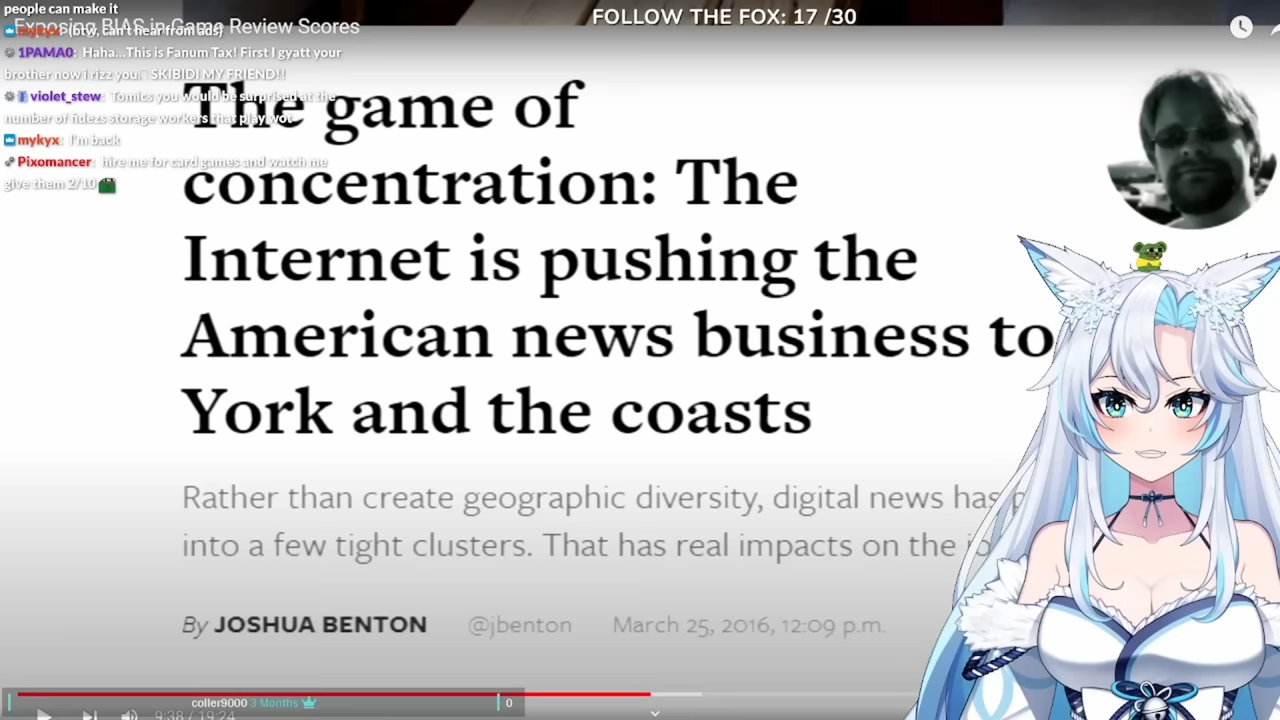 people can make it
FOLLOW THE FOX: 17 /30
Exposing BIAS in Game Review Scores
mykyx: (btw, can't hear from ads)
1PAMA0: Haha...This is Fanum Tax! First I gyatt your
brother now i rizz you. SKIBIDI MY FRIEND!!
violet_stew: Tomics you would be surprised at the
number of fidezs storage workers that play wot
mykyx: I'm back
Pixomancer: hire me for card games and watch me
give them 2/10
The game of
concentration: The
Internet is pushing the
American news business to
York and the coasts
Rather than create geographic diversity, digital news has p
into a few tight clusters. That has real impacts on the jo
By JOSHUA BENTON @jbenton March 25, 2016, 12:09 p.m.
coller9000 3 Months 0
9:38 / 19:24